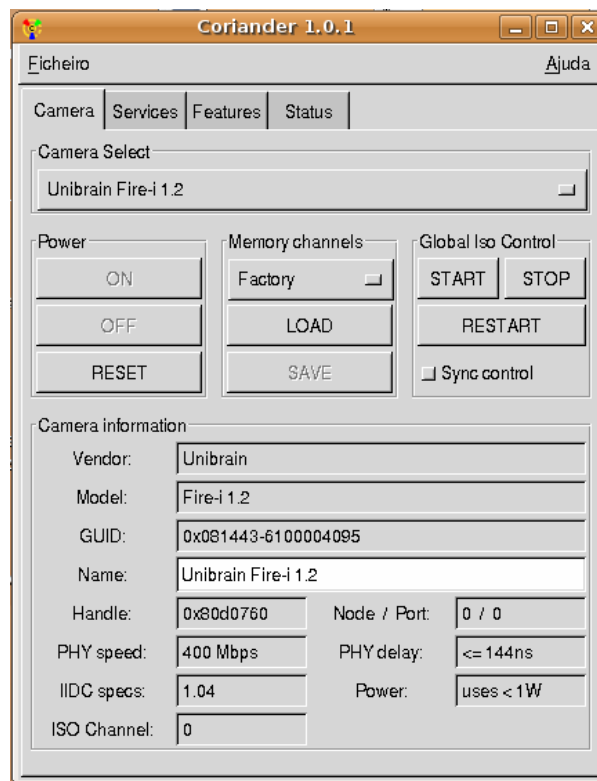 Coriander 1.0.1
Ficheiro Ajuda
Camera Services Features Status
Camera Select
Unibrain Fire-i 1.2
Power Memory channels Global Iso Control
ON Factory START STOP
OFF LOAD RESTART
RESET SAVE Sync control
Camera information
Vendor: Unibrain
Model: Fire-i 1.2
GUID: 0x081443-6100004095
Name: Unibrain Fire-i 1.2
Handle: 0x80d0760 Node / Port: 0 / 0
PHY speed: 400 Mbps PHY delay: <= 144ns
IIDC specs: 1.04 Power: uses < 1W
ISO Channel: 0